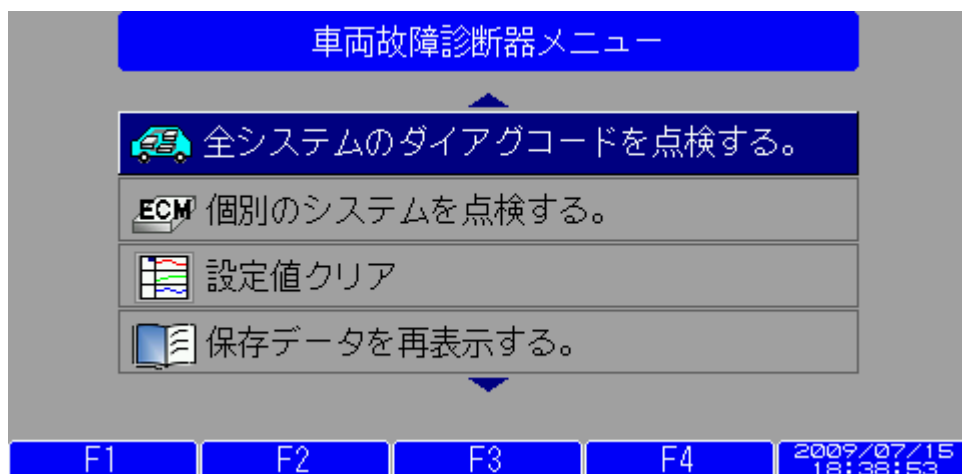 車両故障診断器メニュー
全システムのダイアグコードを点検する。
ECM 個別のシステムを点検する。
設定値クリア
保存データを再表示する。
F1 F2 F3 F4 2009/07/15
18:38:53